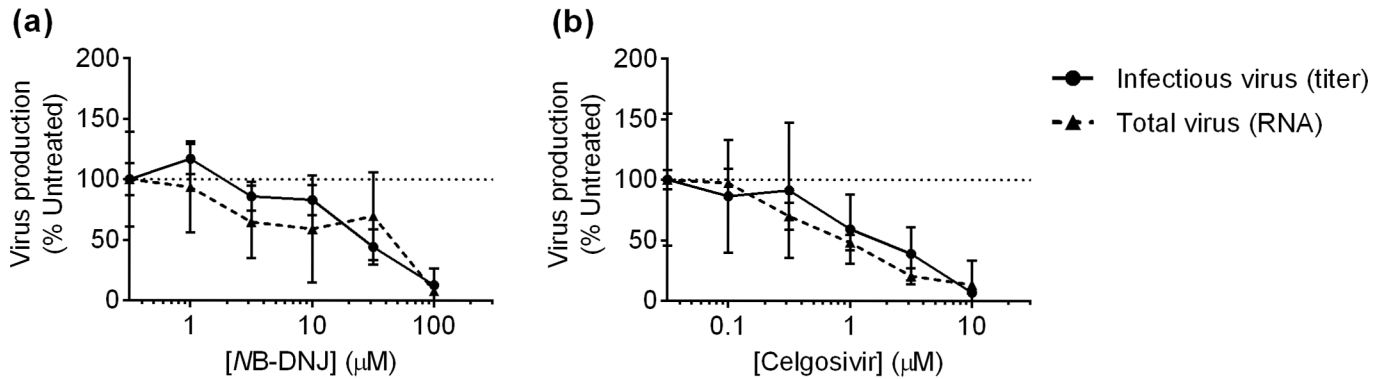 (a)
200
150
100
50
0
Virus production
(% Untreated)
1
10
100
[NB-DNJ] (μM)
(b)
200
150
100
50
0
Virus production
(% Untreated)
0.1
1
10
[Celgosivir] (μM)
Infectious virus (titer)
Total virus (RNA)